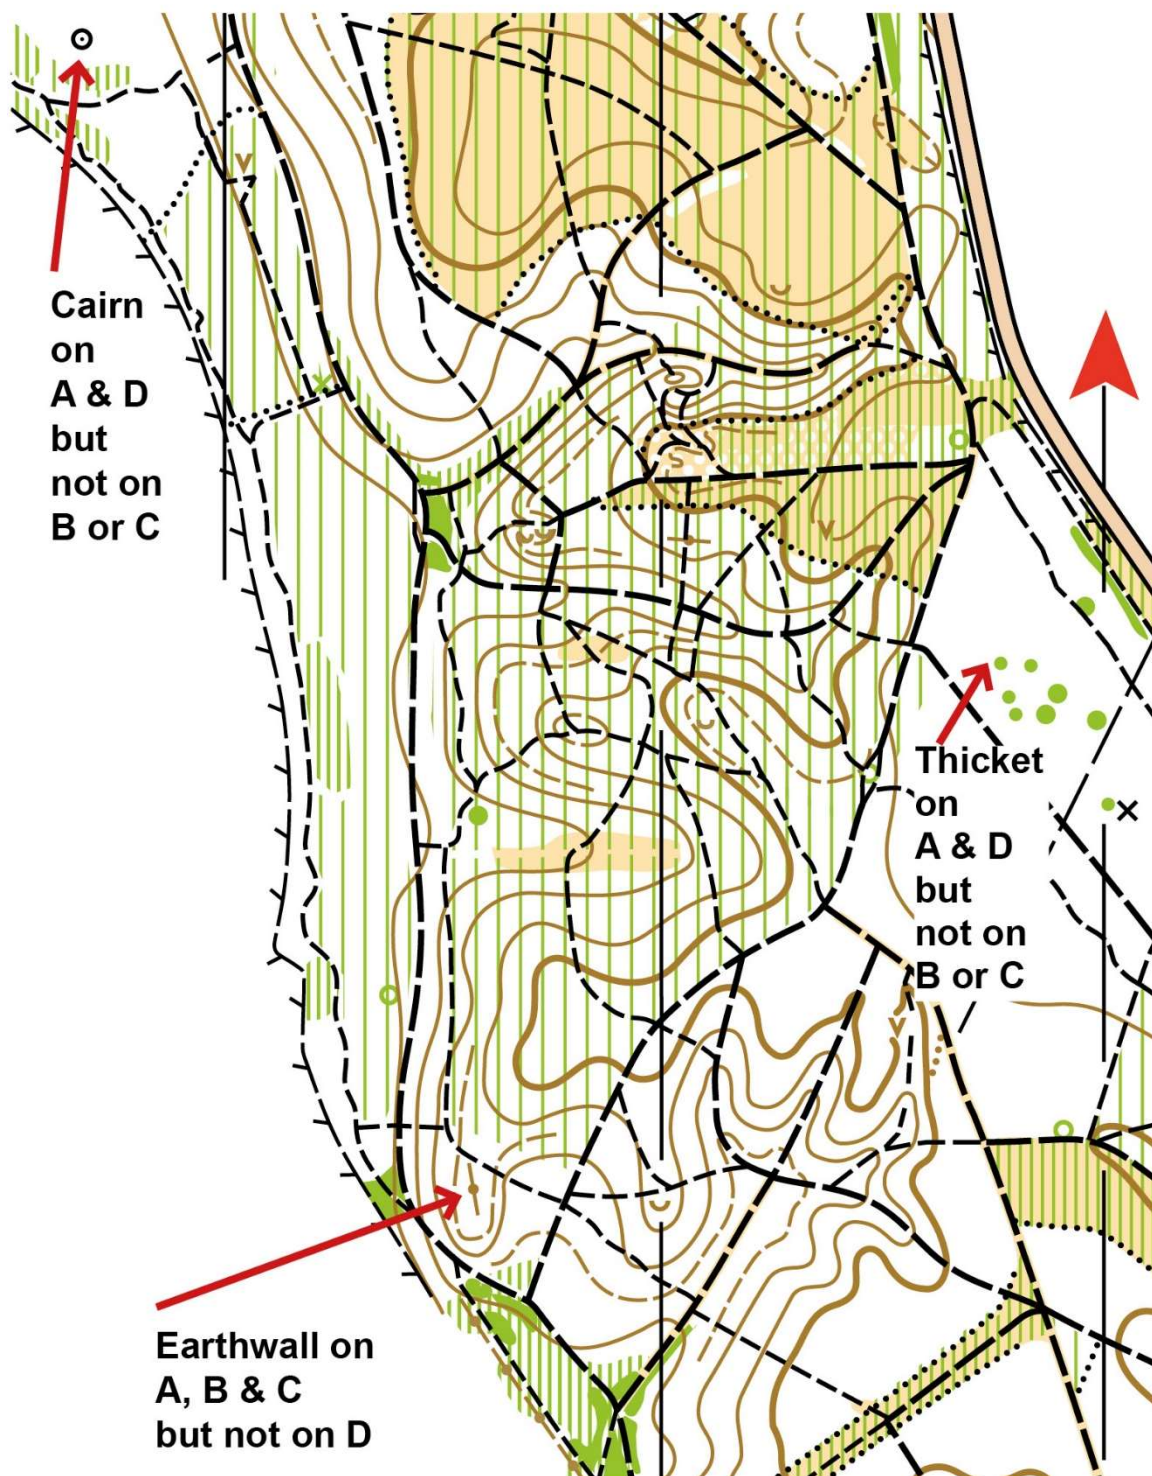 Cairn
on
A & D
but
not on
B or C
Thicket
on
A & D
but
not on
B or C
Earthwall on
A, B & C
but not on D